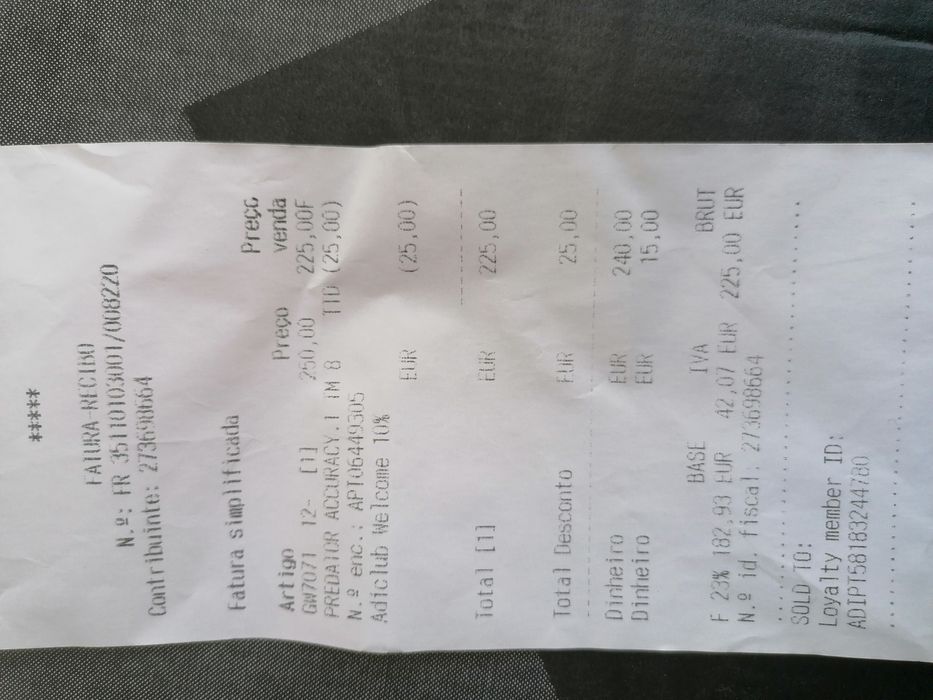 *****
FATURA-RECIBO
N º: FR 35110103001/008220
Contribuinte: 273698664
Fatura simplificada
Preço
Artigo Preço venda
GW7071 12- [1] 250,00 225,00F
PREDATOR ACCURACY.1 IM 8 TID (25,00)
N.º enc.: APT06449305
Adiclub Welcome 10%
EUR (25,00)
Total [1] EUR 225,00
Total Desconto EUR 25,00
Dinheiro EUR 240,00
Dinheiro EUR 15,00
BASE IVA BRUT
F 23% 182,93 EUR 42,07 EUR 225,00 EUR
N.º id. fiscal: 273698664
SOLD TO:
Loyalty member ID:
ADIPT58183244780